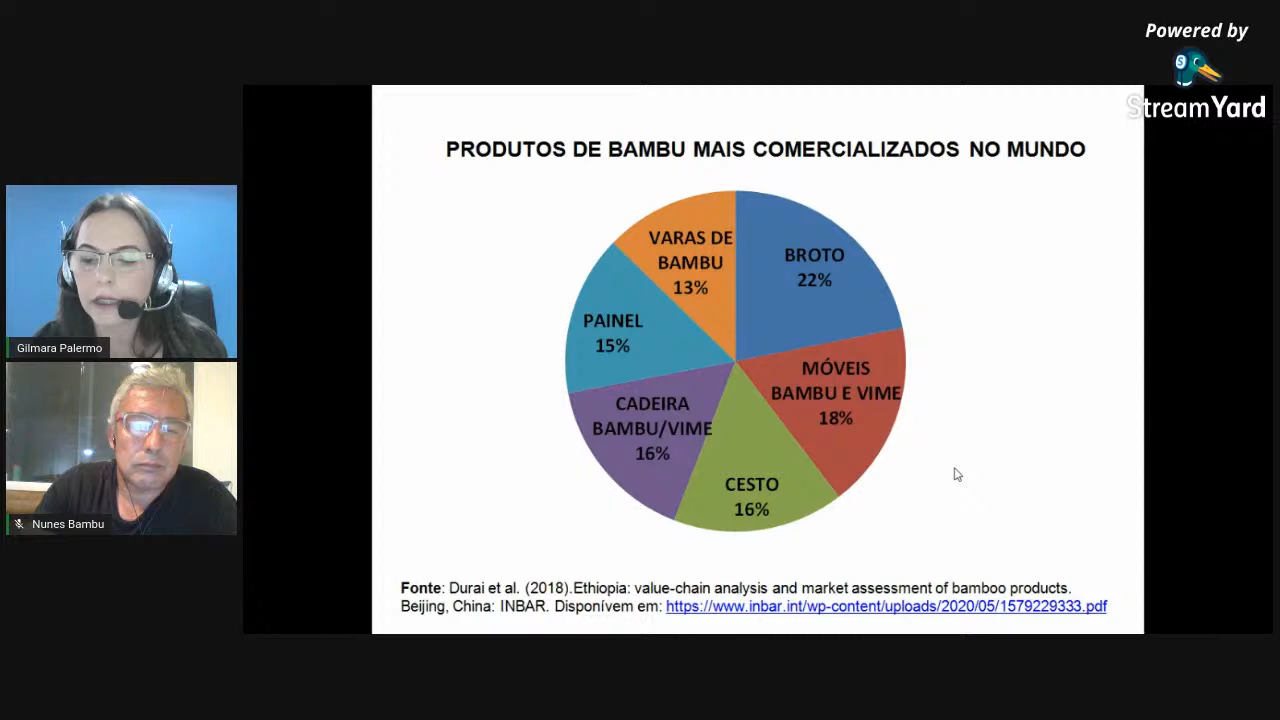 Powered by
StreamYard
PRODUTOS DE BAMBU MAIS COMERCIALIZADOS NO MUNDO
VARAS DE
BAMBU
13%
BROTO
22%
PAINEL
15%
MÓVEIS
BAMBU E VIME
18%
CADEIRA
BAMBU/VIME
16%
CESTO
16%
Gilmara Palermo
Nunes Bambu
Fonte: Durai et al. (2018).Ethiopia: value-chain analysis and market assessment of bamboo products.
Beijing, China: INBAR. Disponívem em: https://www.inbar.int/wp-content/uploads/2020/05/1579229333.pdf